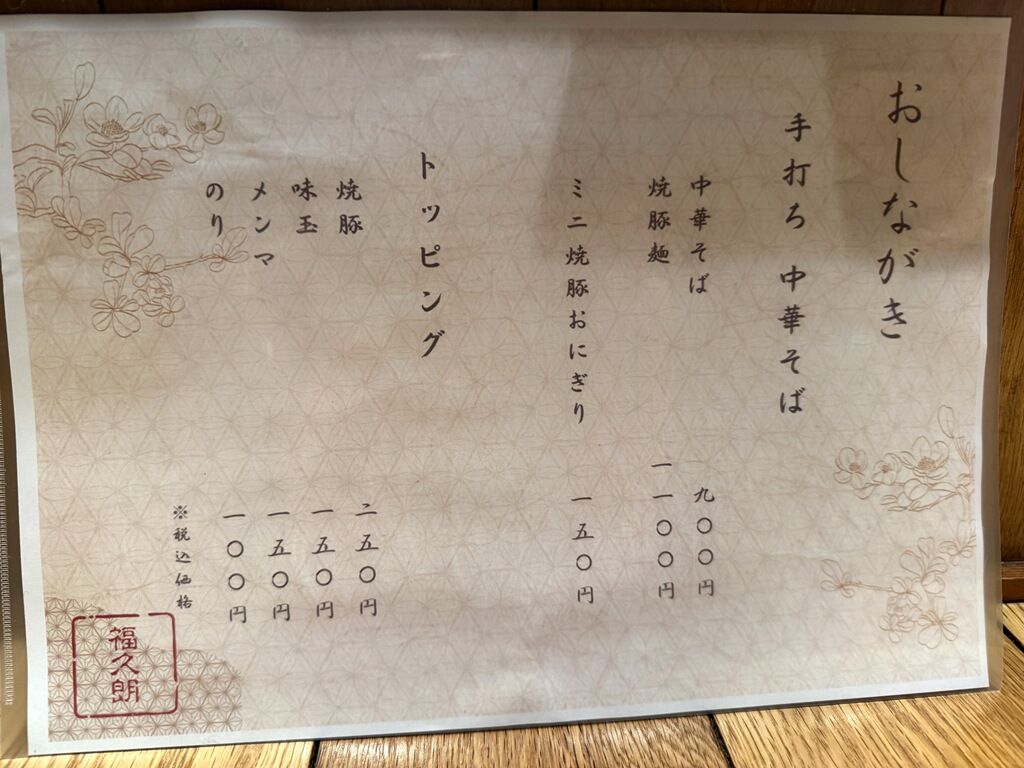 おしながき
手打ち 中華そば
中華そば 九〇〇円
焼豚麺 一一〇〇円
ミニ焼豚おにぎり 一五〇円
トッピング
焼豚 二五〇円
味玉 一五〇円
メンマ 一五〇円
のり 一〇〇円
※税込価格
福久朗